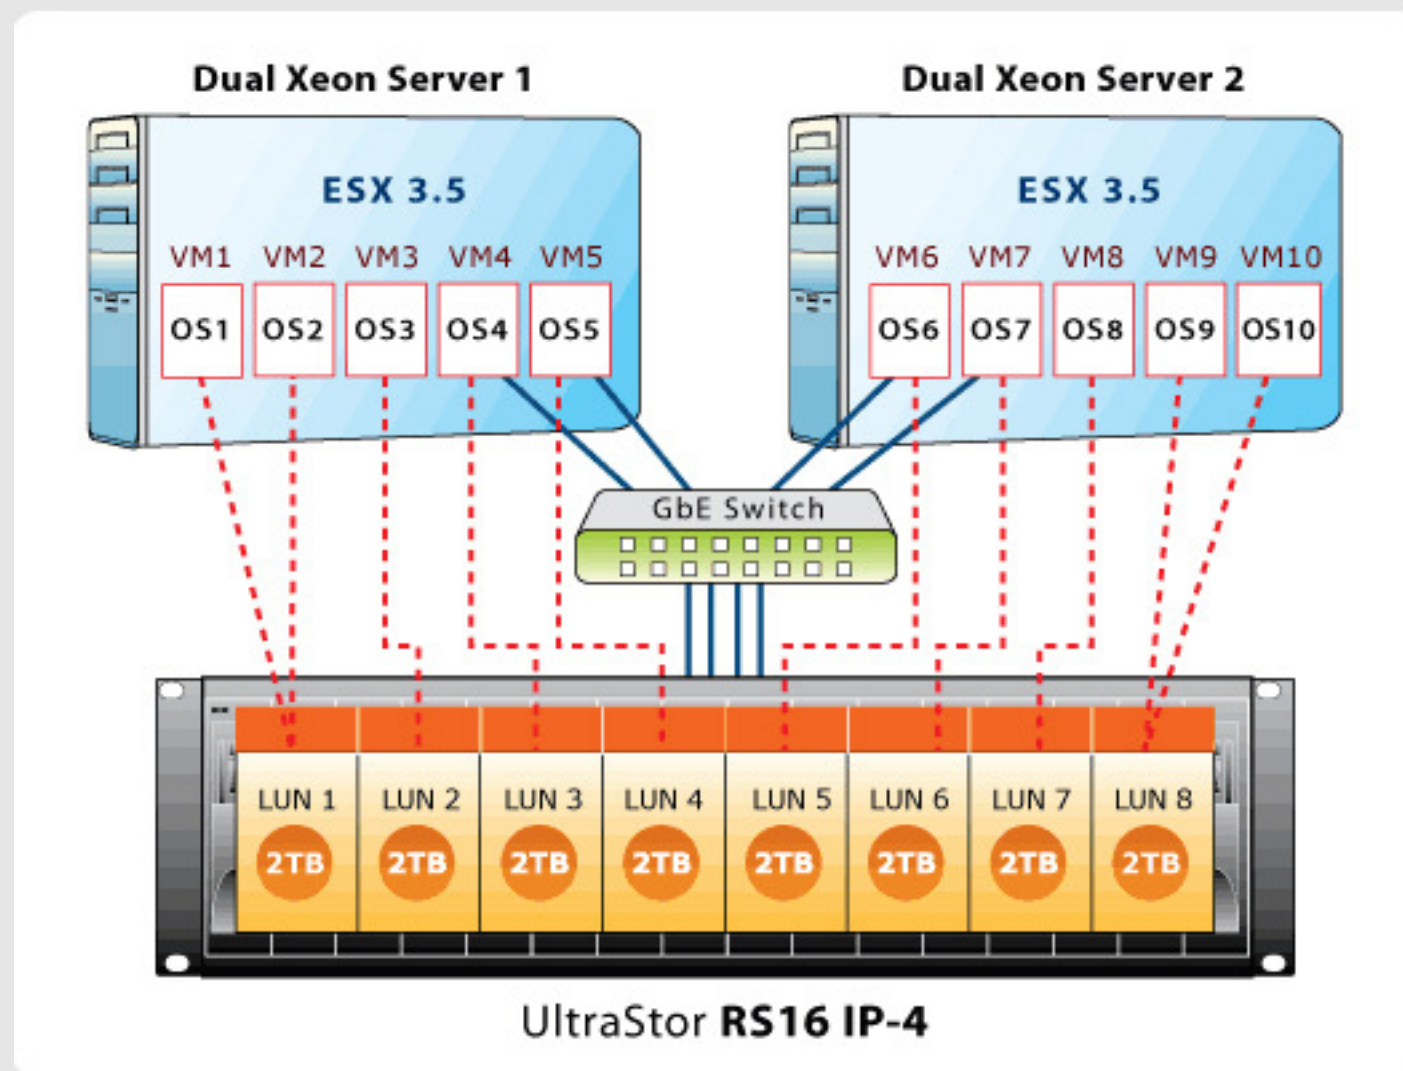 Dual Xeon Server 1 Dual Xeon Server 2
ESX 3.5 ESX 3.5
VM1 VM2 VM3 VM4 VM5 VM6 VM7 VM8 VM9 VM10
OS1 OS2 OS3 OS4 OS5 OS6 OS7 OS8 OS9 OS10
GbE Switch
LUN 1 LUN 2 LUN 3 LUN 4 LUN 5 LUN 6 LUN 7 LUN 8
2TB 2TB 2TB 2TB 2TB 2TB 2TB 2TB
UltraStor RS16 IP-4